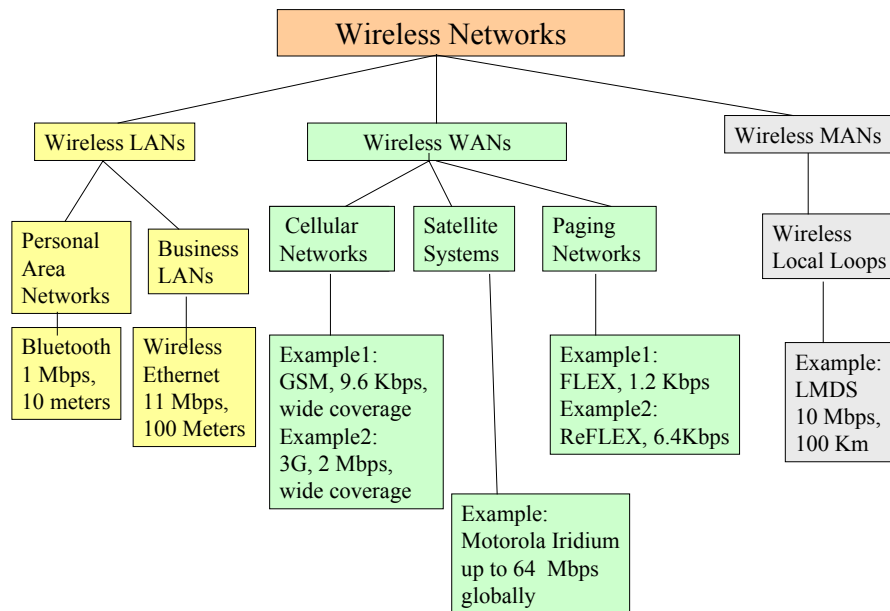 Wireless Networks
Wireless LANs
Wireless WANs
Wireless MANs
Personal
Area
Networks
Business
LANs
Cellular
Networks
Satellite
Systems
Paging
Networks
Wireless
Local Loops
Bluetooth
1 Mbps,
10 meters
Wireless
Ethernet
11 Mbps,
100 Meters
Example1:
GSM, 9.6 Kbps,
wide coverage
Example2:
3G, 2 Mbps,
wide coverage
Example:
Motorola Iridium
up to 64 Mbps
globally
Example1:
FLEX, 1.2 Kbps
Example2:
ReFLEX, 6.4Kbps
Example:
LMDS
10 Mbps,
100 Km